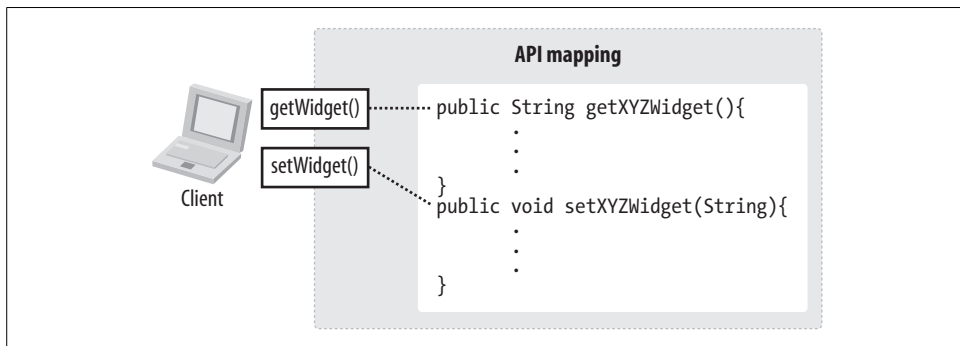 API mapping
getWidget()
public String getXYZWidget(){
.
.
.
setWidget()
}
Client
public void setXYZWidget(String){
.
.
.
}